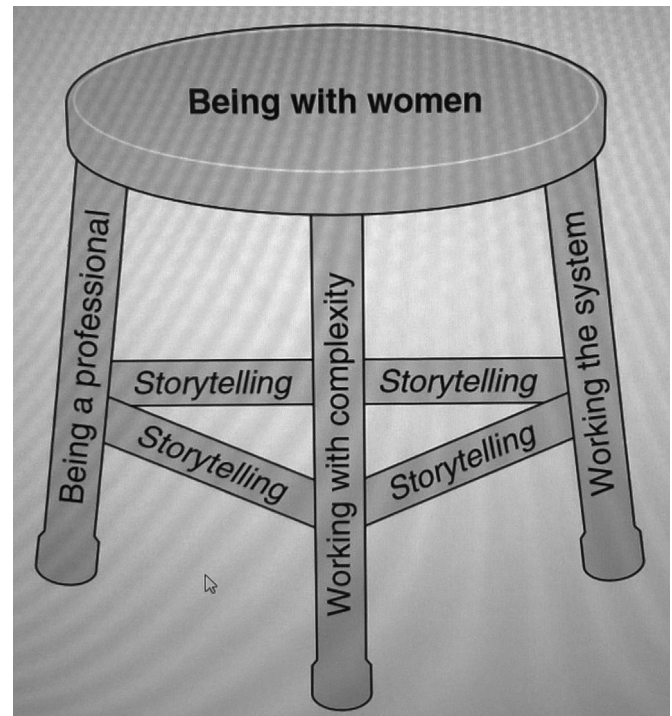 Being with women
Being a professional
Storytelling
Storytelling
Storytelling
Storytelling
Working with complexity
Working the system